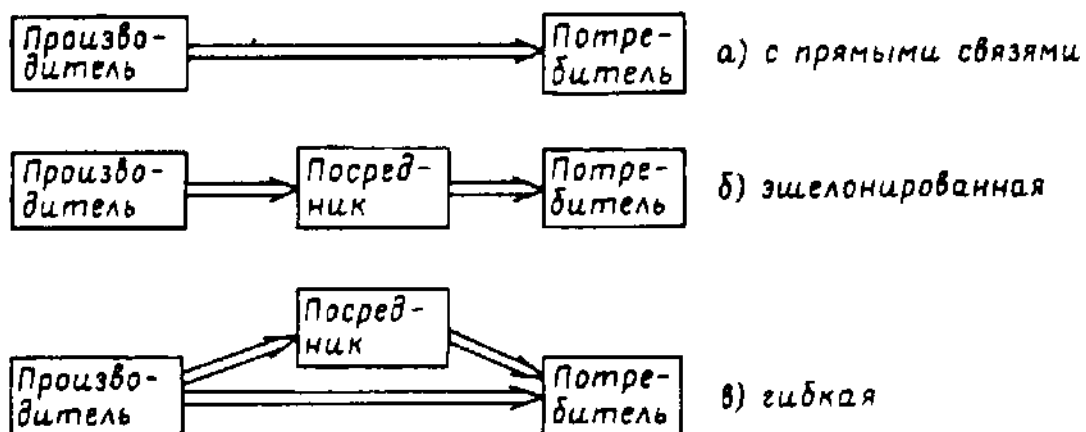 Произво-
дитель
Потре-
битель
а) с прямыми связями
Произво-
дитель
Посред-
ник
Потре-
битель
б) эшелонированная
Посред-
ник
Произво-
дитель
Потре-
битель
в) гибкая